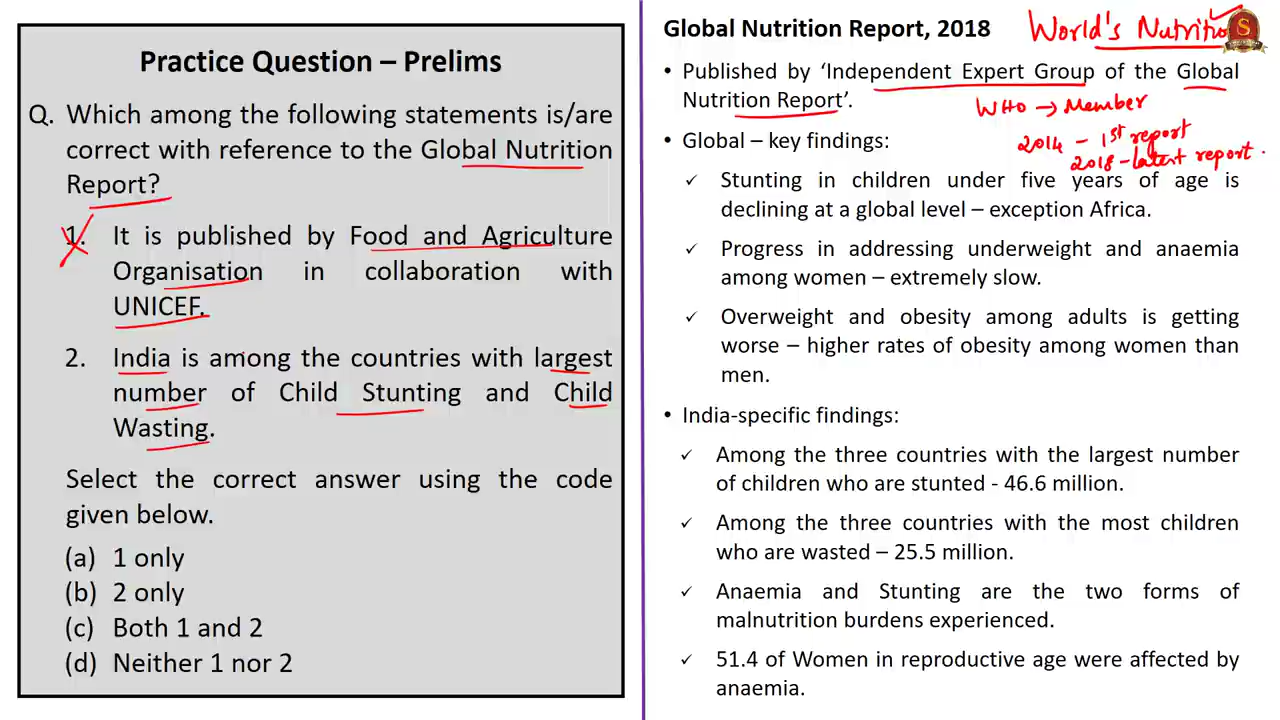 Practice Question – Prelims
Q. Which among the following statements is/are
correct with reference to the Global Nutrition
Report?
1. It is published by Food and Agriculture
Organisation in collaboration with
UNICEF.
2. India is among the countries with largest
number of Child Stunting and Child
Wasting.
Select the correct answer using the code
given below.
(a) 1 only
(b) 2 only
(c) Both 1 and 2
(d) Neither 1 nor 2
Global Nutrition Report, 2018
World's Nutritio
S
• Published by ‘Independent Expert Group of the Global
Nutrition Report’.
WHO → Member
2014 – 1st report
2018 – latest report.
• Global – key findings:
✓ Stunting in children under five years of age is
declining at a global level – exception Africa.
✓ Progress in addressing underweight and anaemia
among women – extremely slow.
✓ Overweight and obesity among adults is getting
worse – higher rates of obesity among women than
men.
• India-specific findings:
✓ Among the three countries with the largest number
of children who are stunted - 46.6 million.
✓ Among the three countries with the most children
who are wasted – 25.5 million.
✓ Anaemia and Stunting are the two forms of
malnutrition burdens experienced.
✓ 51.4 of Women in reproductive age were affected by
anaemia.